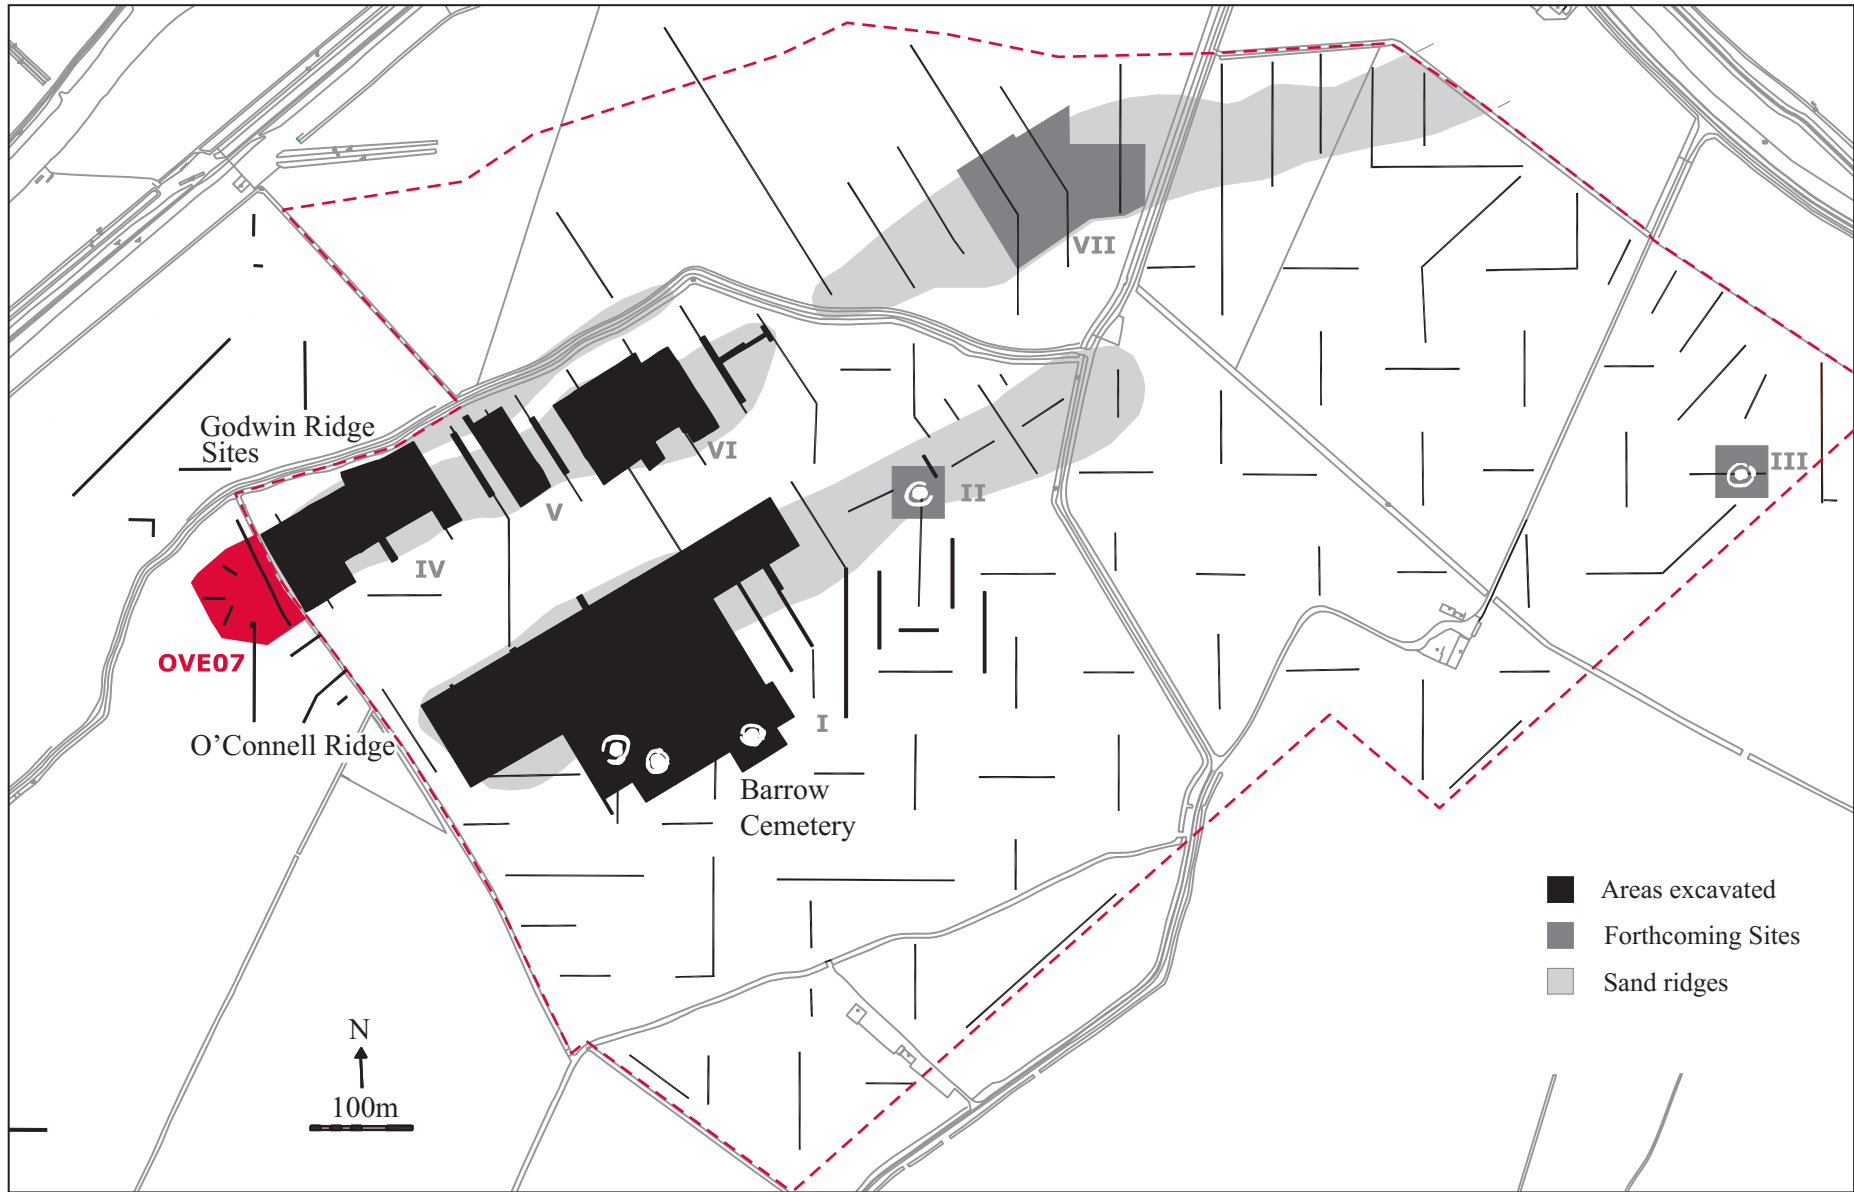 VII
Godwin Ridge
Sites
VI
II
III
V
IV
OVE07
I
O'Connell Ridge
Barrow
Cemetery
Areas excavated
Forthcoming Sites
Sand ridges
N
100m